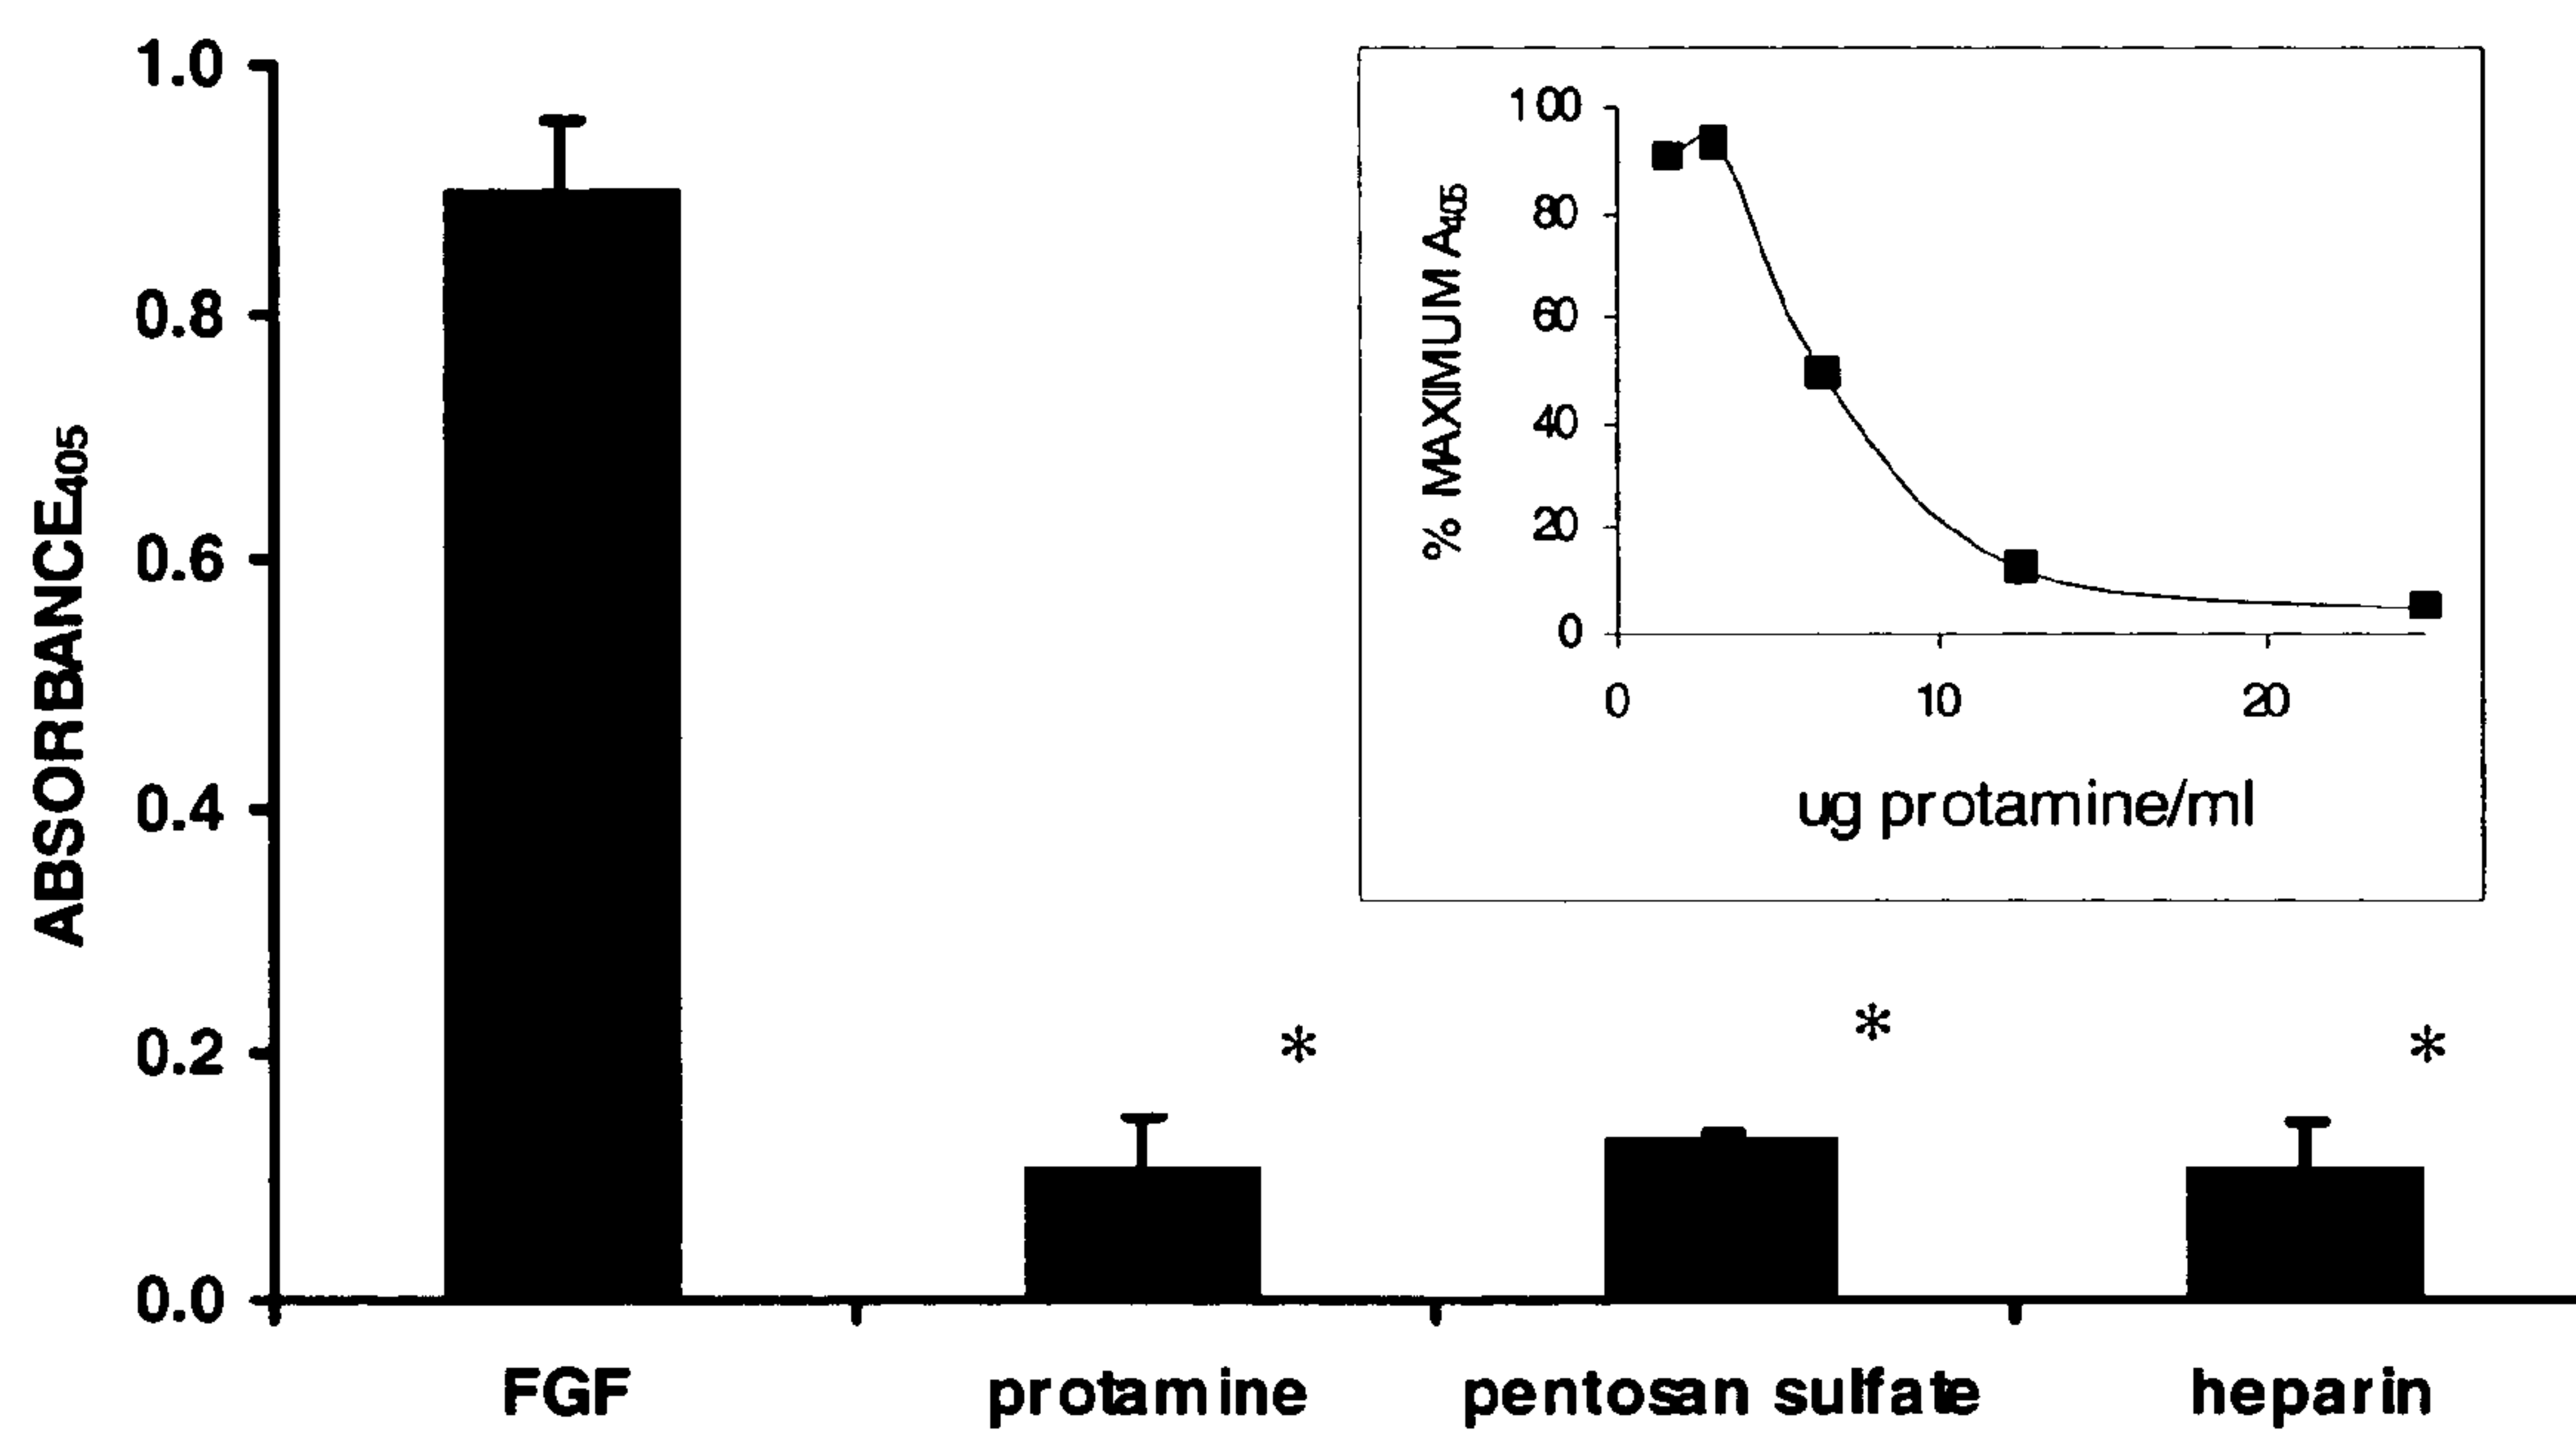 ABSORBANCE405
1.0
0.8
0.6
0.4
0.2
0.0
% MAXIMUM A405
100
80
60
40
20
0
0 10 20
ug protamine/ml
* * *
FGF protamine pentosan sulfate heparin